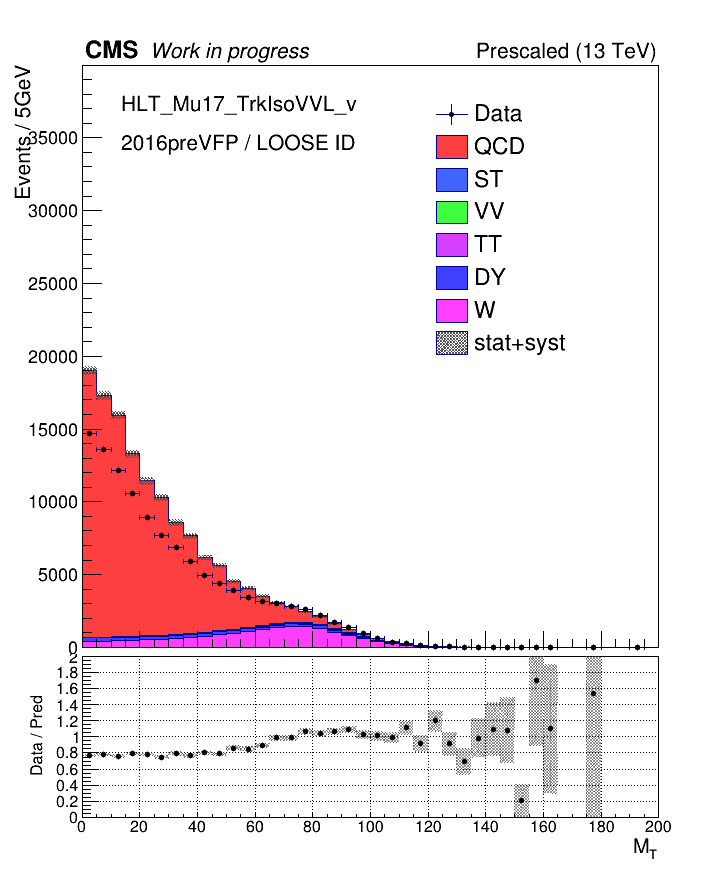 CMS Work in progress Prescaled (13 TeV)
Events / 5GeV
HLT_Mu17_TrkIsoVVL_v
2016preVFP / LOOSE ID
Data
QCD
ST
VV
TT
DY
W
stat+syst
35000
30000
25000
20000
15000
10000
5000
0
Data / Pred
2
1.8
1.6
1.4
1.2
1
0.8
0.6
0.4
0.2
0
0 20 40 60 80 100 120 140 160 180 200
M_T